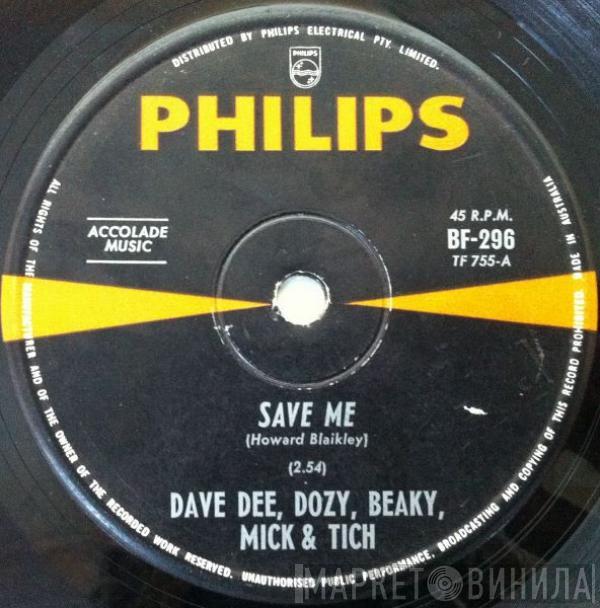 DISTRIBUTED BY PHILIPS ELECTRICAL PTY. LIMITED.
PHILIPS
PHILIPS
ACCOLADE
MUSIC
45 R.P.M.
BF-296
TF 755-A
SAVE ME
(Howard Blaikley)
(2.54)
DAVE DEE, DOZY, BEAKY,
MICK & TICH
ALL RIGHTS OF THE MANUFACTURER AND OF THE OWNER OF THE RECORDED WORK RESERVED. UNAUTHORISED PUBLIC PERFORMANCE, BROADCASTING AND COPYING OF THIS RECORD PROHIBITED. MADE IN AUSTRALIA
МАРКЕТ ВИНИЛА